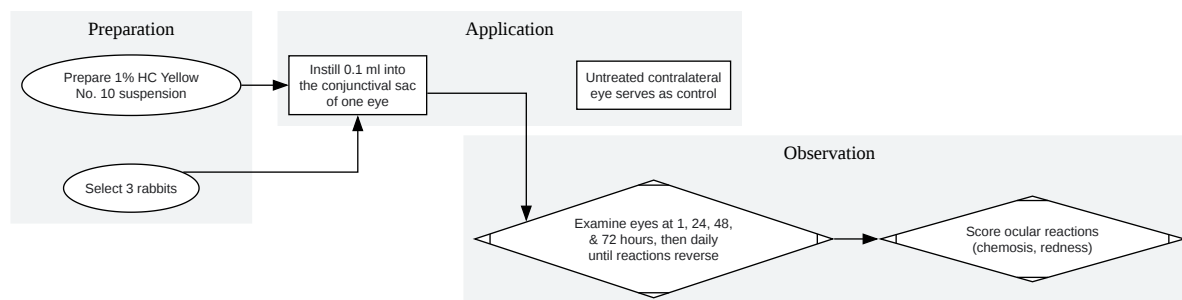 Preparation
Prepare 1% HC Yellow
No. 10 suspension
Select 3 rabbits
Application
Instill 0.1 ml into
the conjunctival sac
of one eye
Untreated contralateral
eye serves as control
Observation
Examine eyes at 1, 24, 48,
& 72 hours, then daily
until reactions reverse
Score ocular reactions
(chemosis, redness)